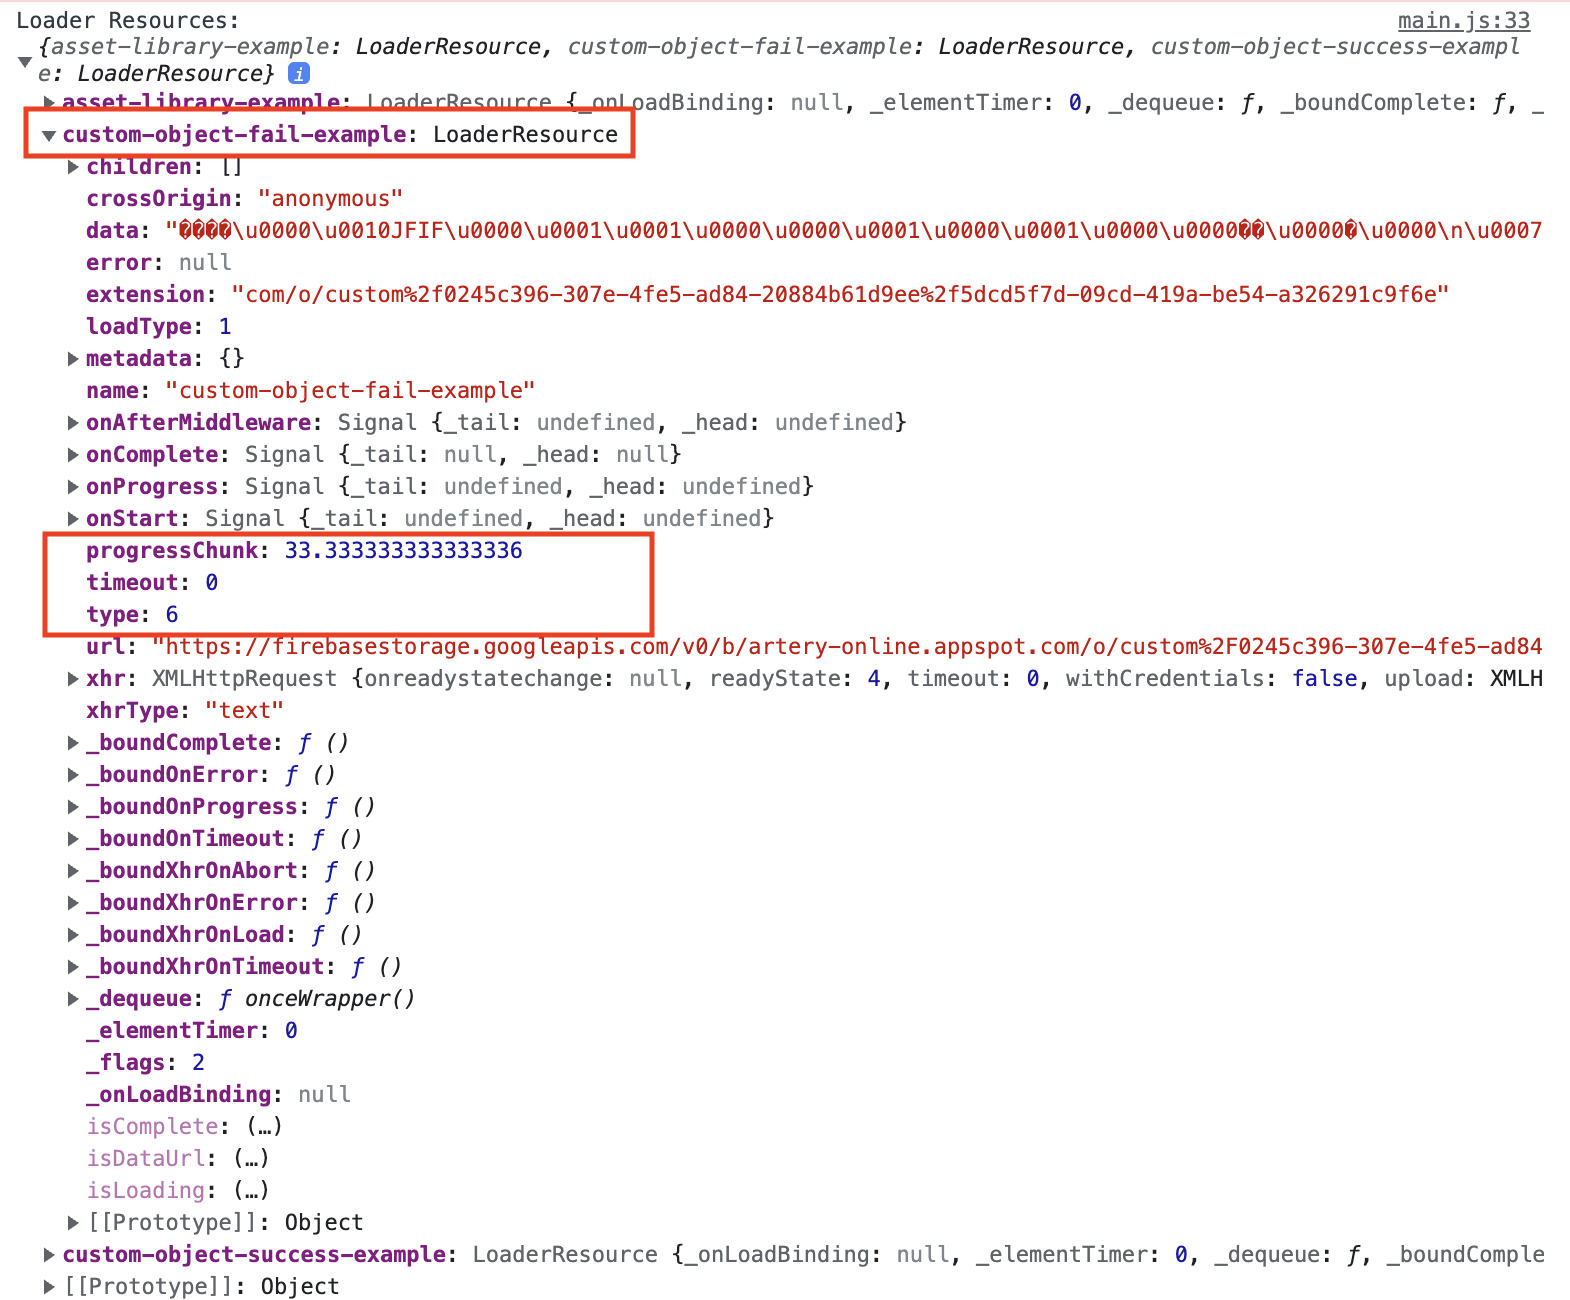 Loader Resources: main.js:33
{asset-library-example: LoaderResource, custom-object-fail-example: LoaderResource, custom-object-success-exampl
e: LoaderResource} i
asset-library-example: LoaderResource {_onLoadBinding: null, _elementTimer: 0, _dequeue: ƒ, _boundComplete: ƒ, _
custom-object-fail-example: LoaderResource
children: []
crossOrigin: "anonymous"
data: "����\u0000\u0010JFIF\u0000\u0001\u0001\u0000\u0000\u0001\u0000\u0001\u0000\u0000��\u0000�\u0000\n\u0007
error: null
extension: "com/o/custom%2f0245c396-307e-4fe5-ad84-20884b61d9ee%2f5dcd5f7d-09cd-419a-be54-a326291c9f6e"
loadType: 1
metadata: {}
name: "custom-object-fail-example"
onAfterMiddleware: Signal {_tail: undefined, _head: undefined}
onComplete: Signal {_tail: null, _head: null}
onProgress: Signal {_tail: undefined, _head: undefined}
onStart: Signal {_tail: undefined, _head: undefined}
progressChunk: 33.333333333333336
timeout: 0
type: 6
url: "https://firebasestorage.googleapis.com/v0/b/artery-online.appspot.com/o/custom%2F0245c396-307e-4fe5-ad84
xhr: XMLHttpRequest {onreadystatechange: null, readyState: 4, timeout: 0, withCredentials: false, upload: XMLH
xhrType: "text"
_boundComplete: ƒ ()
_boundOnError: ƒ ()
_boundOnProgress: ƒ ()
_boundOnTimeout: ƒ ()
_boundXhrOnAbort: ƒ ()
_boundXhrOnError: ƒ ()
_boundXhrOnLoad: ƒ ()
_boundXhrOnTimeout: ƒ ()
_dequeue: ƒ onceWrapper()
_elementTimer: 0
_flags: 2
_onLoadBinding: null
isComplete: (…)
isDataUrl: (…)
isLoading: (…)
[[Prototype]]: Object
custom-object-success-example: LoaderResource {_onLoadBinding: null, _elementTimer: 0, _dequeue: ƒ, _boundComple
[[Prototype]]: Object